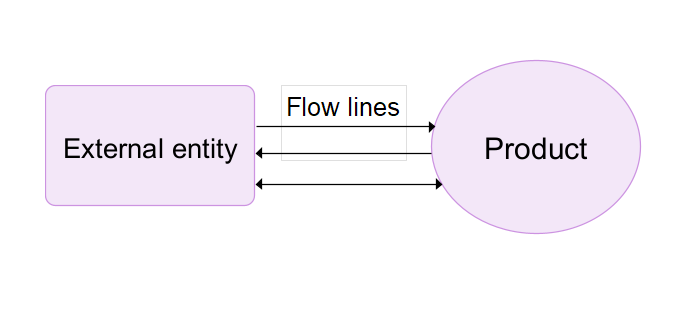 Flow lines
External entity
Product